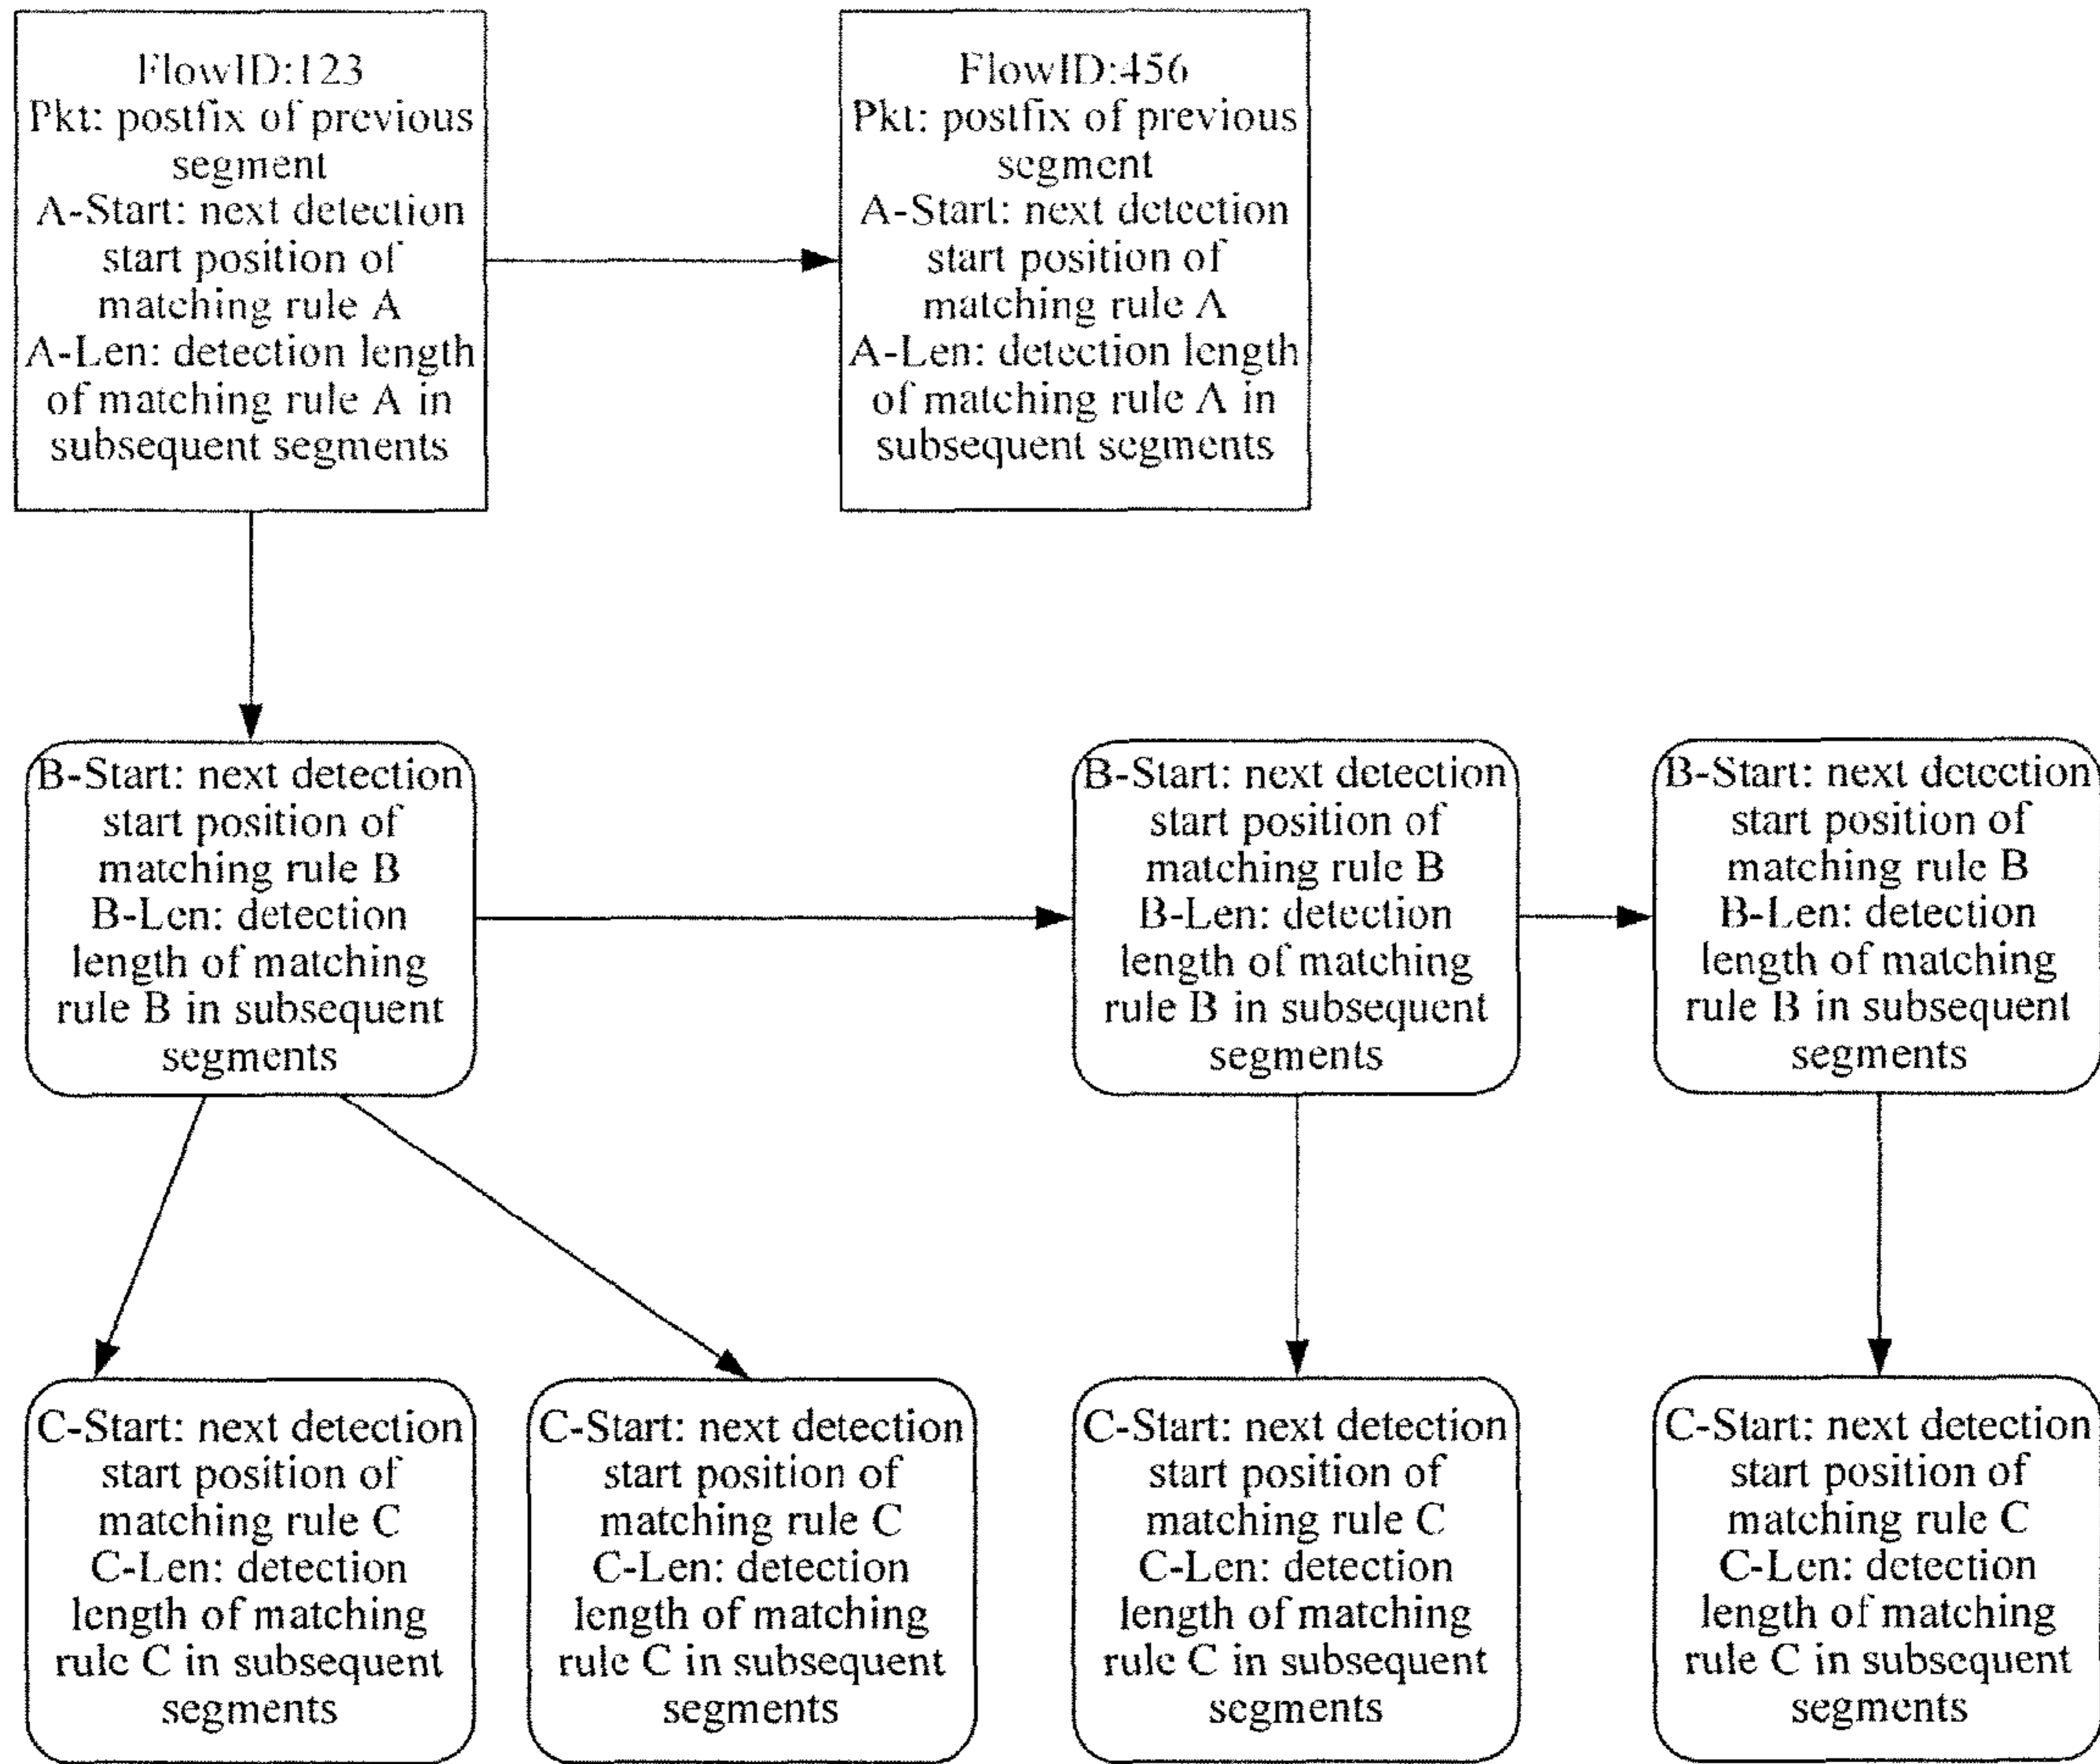 FlowID:123
Pkt: postfix of previous
segment
A-Start: next detection
start position of
matching rule A
A-Len: detection length
of matching rule A in
subsequent segments
FlowID:456
Pkt: postfix of previous
segment
A-Start: next detection
start position of
matching rule A
A-Len: detection length
of matching rule A in
subsequent segments
B-Start: next detection
start position of
matching rule B
B-Len: detection
length of matching
rule B in subsequent
segments
B-Start: next detection
start position of
matching rule B
B-Len: detection
length of matching
rule B in subsequent
segments
B-Start: next detection
start position of
matching rule B
B-Len: detection
length of matching
rule B in subsequent
segments
C-Start: next detection
start position of
matching rule C
C-Len: detection
length of matching
rule C in subsequent
segments
C-Start: next detection
start position of
matching rule C
C-Len: detection
length of matching
rule C in subsequent
segments
C-Start: next detection
start position of
matching rule C
C-Len: detection
length of matching
rule C in subsequent
segments
C-Start: next detection
start position of
matching rule C
C-Len: detection
length of matching
rule C in subsequent
segments